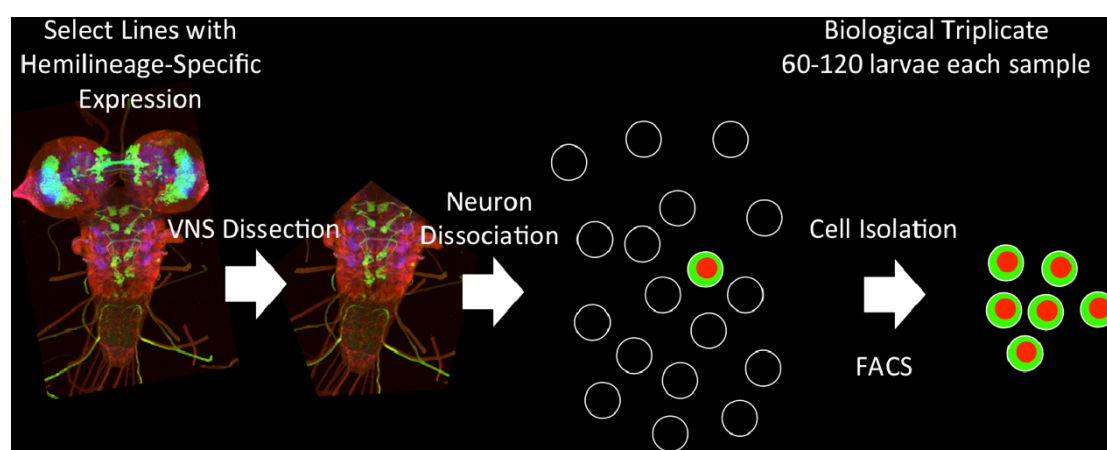 Select Lines with
Hemilineage-Specific
Expression
VNS Dissection
Neuron
Dissociation
Biological Triplicate
60-120 larvae each sample
Cell Isolation
FACS